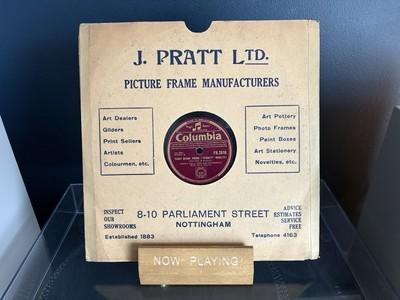 J. PRATT LTD.
PICTURE FRAME MANUFACTURERS
Art Dealers
Gilders
Print Sellers
Artists
Colourmen, etc.
Columbia
Art Pottery
Photo Frames
Paint Boxes
Art Stationery
Novelties, etc.
INSPECT
OUR
SHOWROOMS
8-10 PARLIAMENT STREET
NOTTINGHAM
ADVICE
ESTIMATES
SERVICE
FREE
Established 1883
Telephone 4163
NOW PLAYING